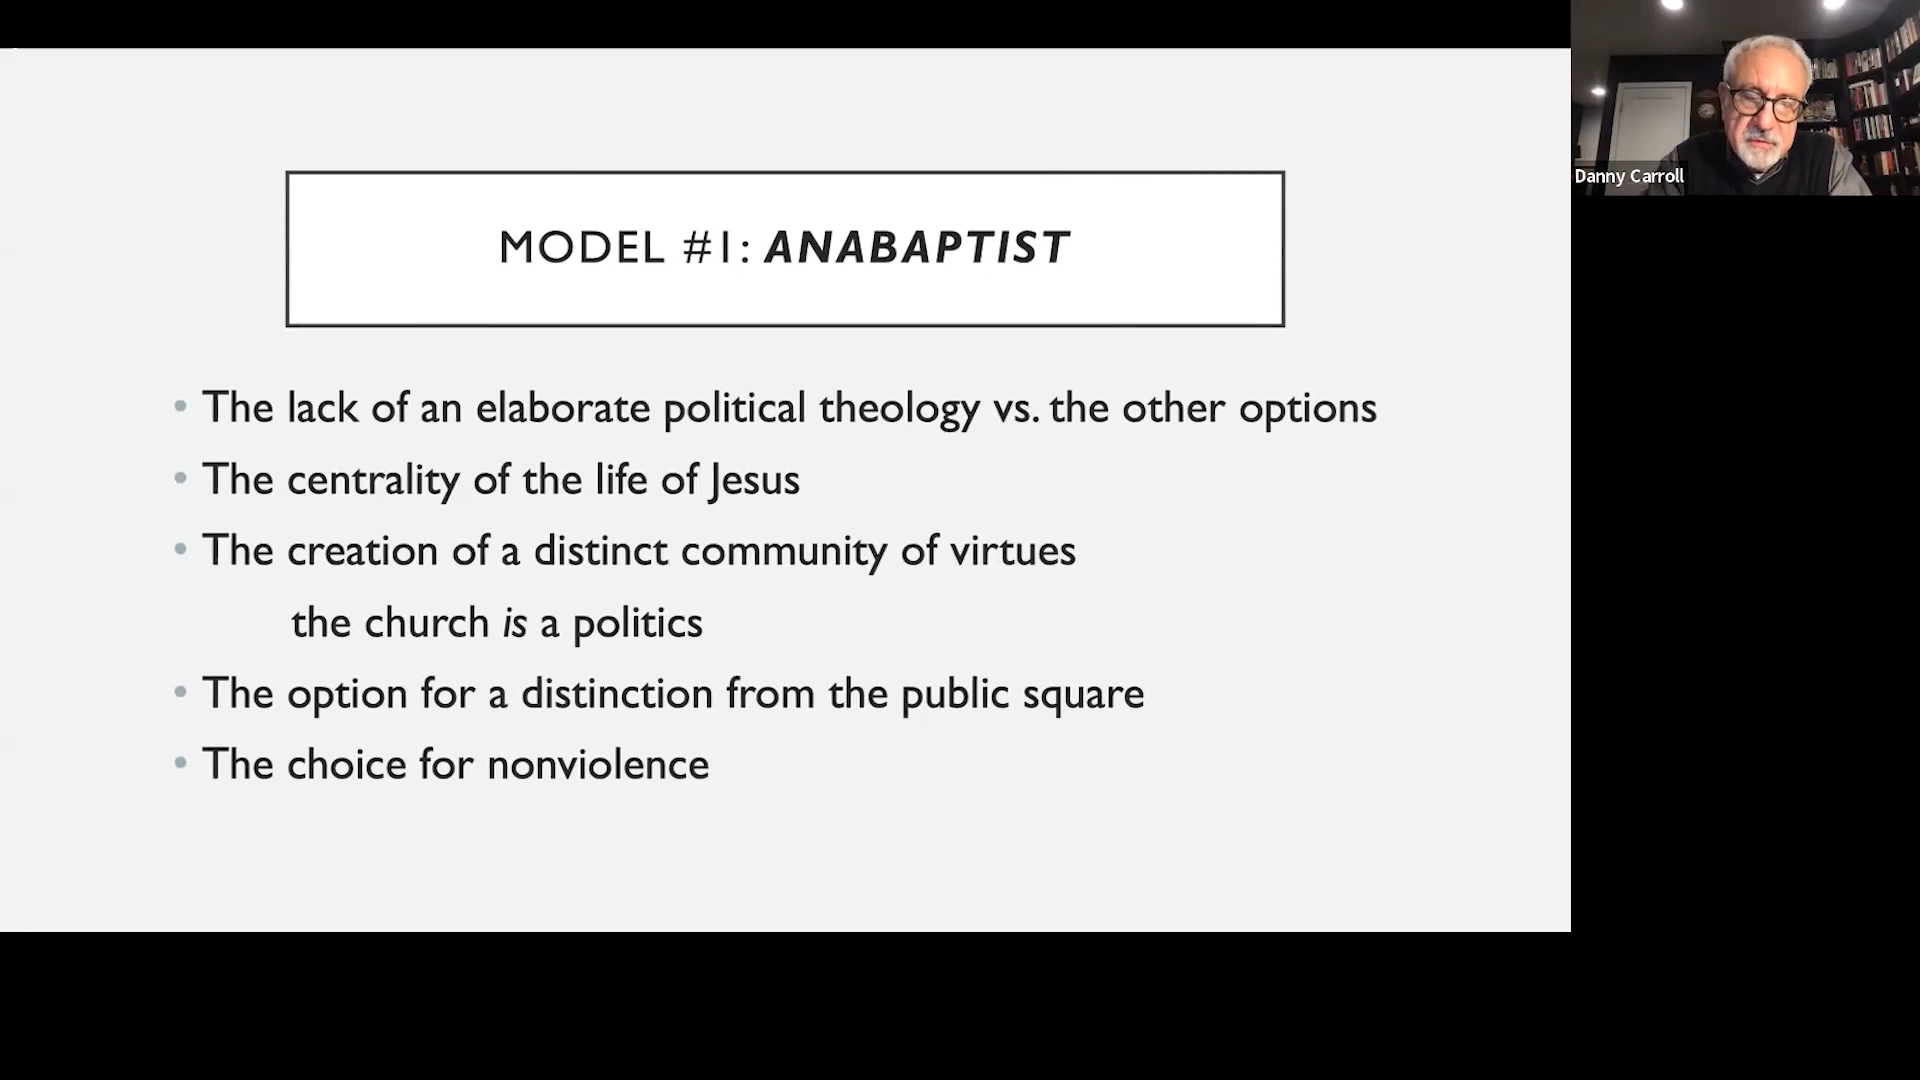 MODEL #1: ANABAPTIST
• The lack of an elaborate political theology vs. the other options
• The centrality of the life of Jesus
• The creation of a distinct community of virtues
the church is a politics
• The option for a distinction from the public square
• The choice for nonviolence
Danny Carroll